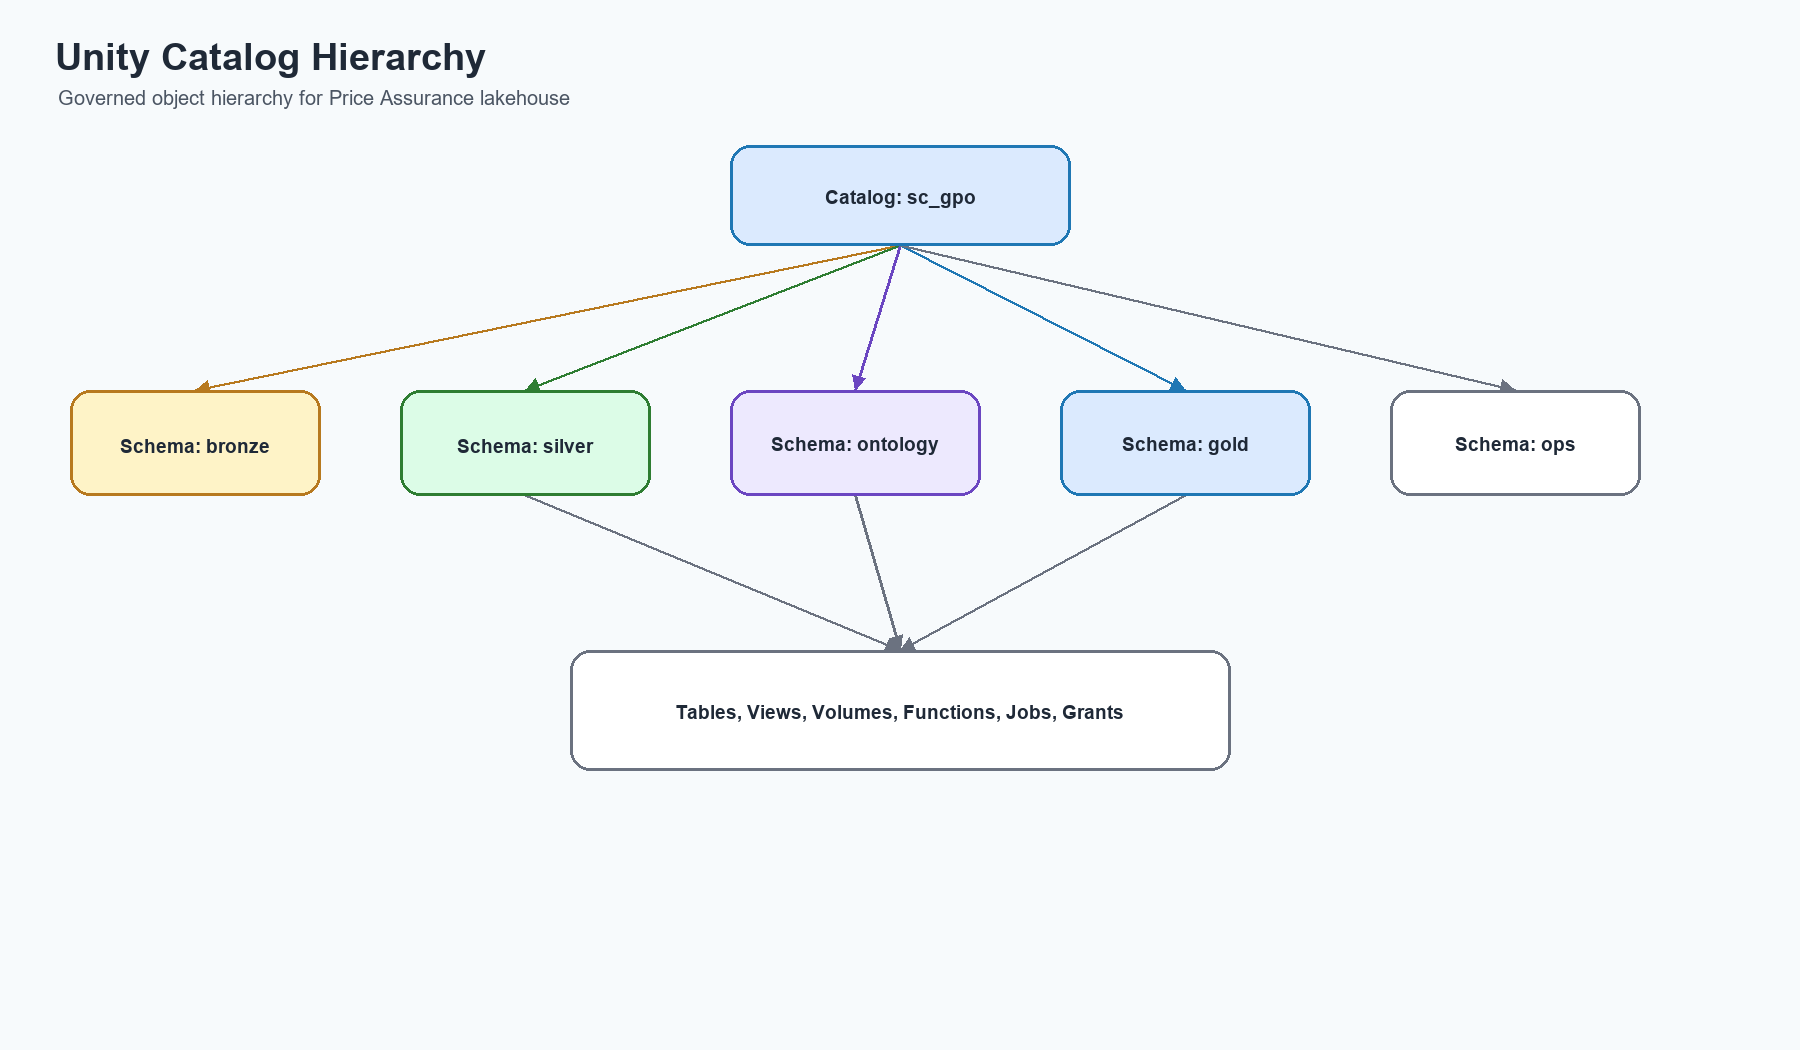 Unity Catalog Hierarchy
Governed object hierarchy for Price Assurance lakehouse
Catalog: sc_gpo
Schema: bronze
Schema: silver
Schema: ontology
Schema: gold
Schema: ops
Tables, Views, Volumes, Functions, Jobs, Grants